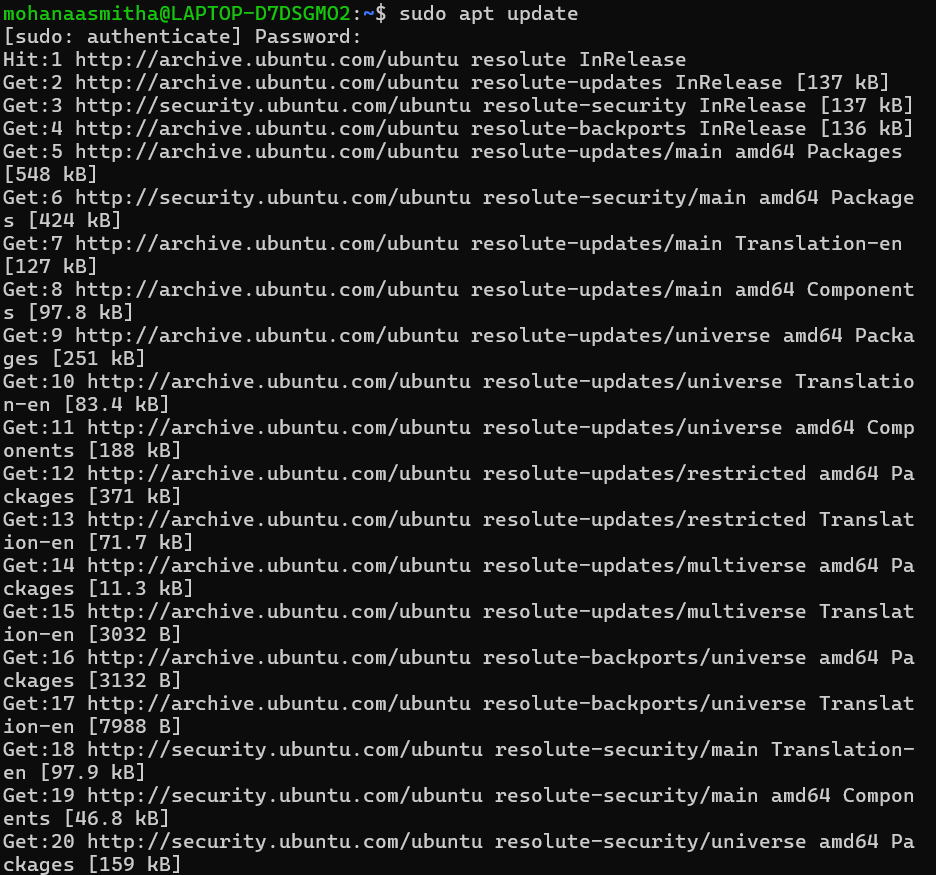 mohanaasmitha@LAPTOP-D7DSGMO2:~$ sudo apt update
[sudo: authenticate] Password:
Hit:1 http://archive.ubuntu.com/ubuntu resolute InRelease
Get:2 http://archive.ubuntu.com/ubuntu resolute-updates InRelease [137 kB]
Get:3 http://security.ubuntu.com/ubuntu resolute-security InRelease [137 kB]
Get:4 http://archive.ubuntu.com/ubuntu resolute-backports InRelease [136 kB]
Get:5 http://archive.ubuntu.com/ubuntu resolute-updates/main amd64 Packages
[548 kB]
Get:6 http://security.ubuntu.com/ubuntu resolute-security/main amd64 Package
s [424 kB]
Get:7 http://archive.ubuntu.com/ubuntu resolute-updates/main Translation-en
[127 kB]
Get:8 http://archive.ubuntu.com/ubuntu resolute-updates/main amd64 Component
s [97.8 kB]
Get:9 http://archive.ubuntu.com/ubuntu resolute-updates/universe amd64 Packa
ges [251 kB]
Get:10 http://archive.ubuntu.com/ubuntu resolute-updates/universe Translatio
n-en [83.4 kB]
Get:11 http://archive.ubuntu.com/ubuntu resolute-updates/universe amd64 Comp
onents [188 kB]
Get:12 http://archive.ubuntu.com/ubuntu resolute-updates/restricted amd64 Pa
ckages [371 kB]
Get:13 http://archive.ubuntu.com/ubuntu resolute-updates/restricted Translat
ion-en [71.7 kB]
Get:14 http://archive.ubuntu.com/ubuntu resolute-updates/multiverse amd64 Pa
ckages [11.3 kB]
Get:15 http://archive.ubuntu.com/ubuntu resolute-updates/multiverse Translat
ion-en [3032 B]
Get:16 http://archive.ubuntu.com/ubuntu resolute-backports/universe amd64 Pa
ckages [3132 B]
Get:17 http://archive.ubuntu.com/ubuntu resolute-backports/universe Translat
ion-en [7988 B]
Get:18 http://security.ubuntu.com/ubuntu resolute-security/main Translation-
en [97.9 kB]
Get:19 http://security.ubuntu.com/ubuntu resolute-security/main amd64 Compon
ents [46.8 kB]
Get:20 http://security.ubuntu.com/ubuntu resolute-security/universe amd64 Pa
ckages [159 kB]